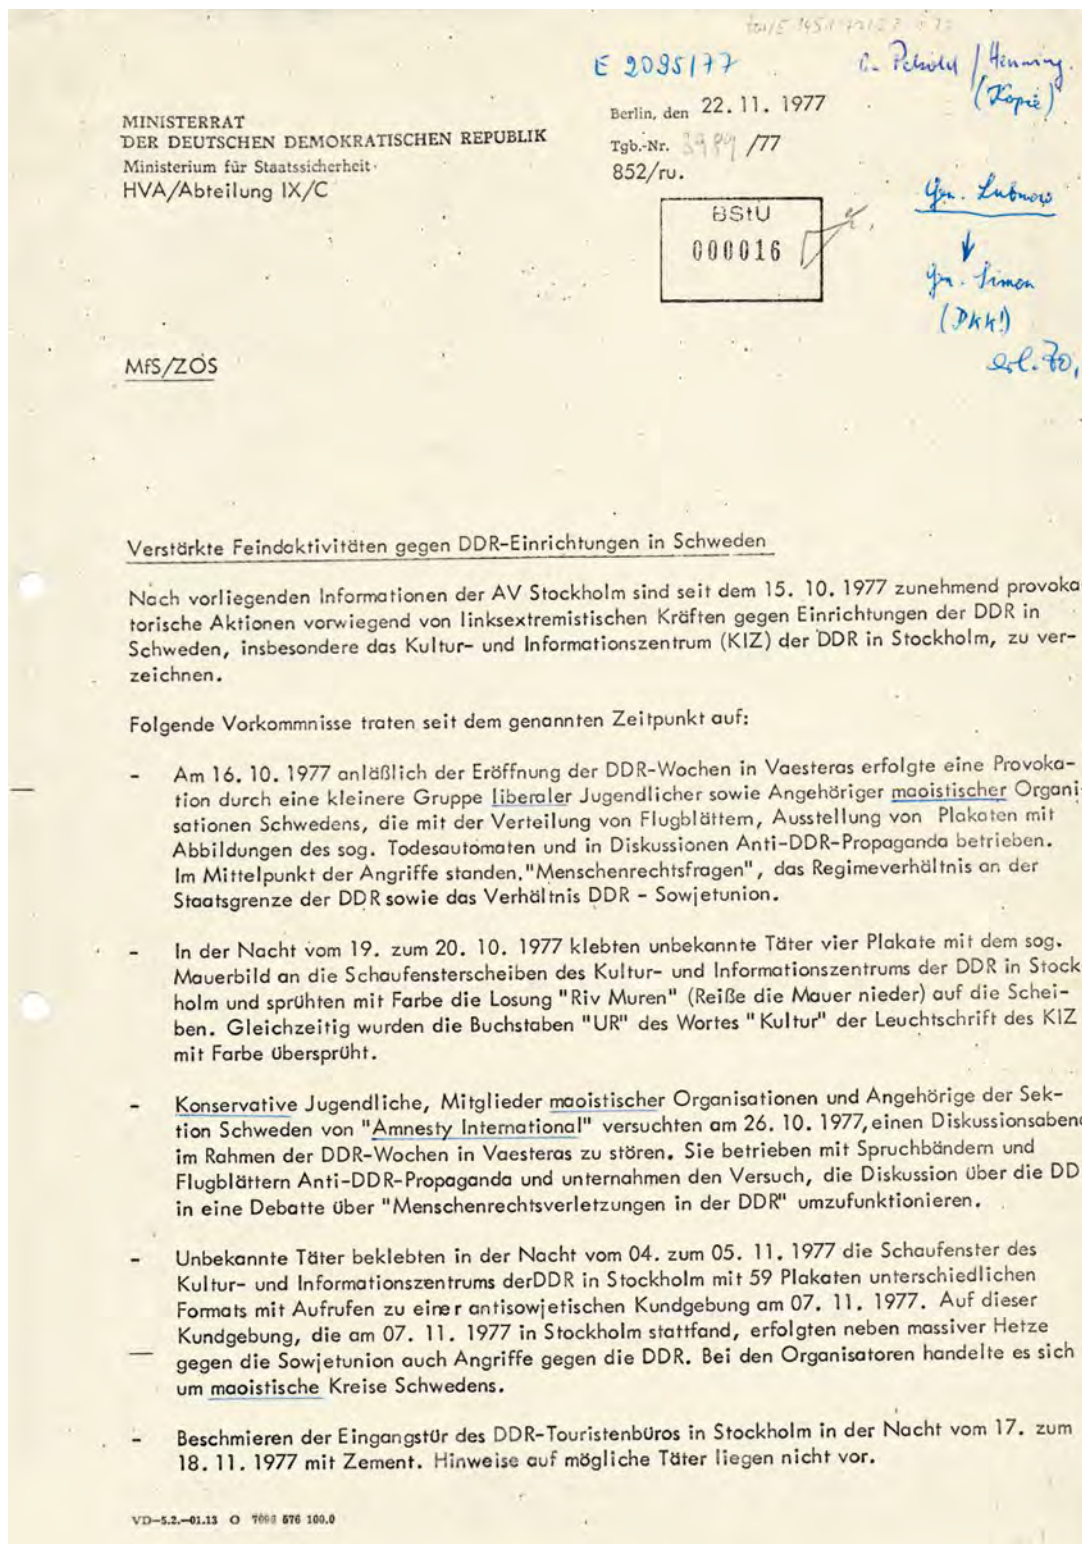 E 2095/77
Henning.
(Kopie)
Berlin, den 22. 11. 1977
MINISTERRAT
DER DEUTSCHEN DEMOKRATISCHEN REPUBLIK
Ministerium für Staatssicherheit
HVA/Abteilung IX/C
Tgb.-Nr. 3989 /77
852/ru.
BStU
000016
Gen. Lubnow
Gen. Simon
(DKK!)
erl.
MfS/ZOS
Verstärkte Feindaktivitäten gegen DDR-Einrichtungen in Schweden
Nach vorliegenden Informationen der AV Stockholm sind seit dem 15. 10. 1977 zunehmend provoka
torische Aktionen vorwiegend von linksextremistischen Kräften gegen Einrichtungen der DDR in
Schweden, insbesondere das Kultur- und Informationszentrum (KIZ) der DDR in Stockholm, zu ver-
zeichnen.
Folgende Vorkommnisse traten seit dem genannten Zeitpunkt auf:
- Am 16. 10. 1977 anläßlich der Eröffnung der DDR-Wochen in Vaesteras erfolgte eine Provoka-
tion durch eine kleinere Gruppe liberaler Jugendlicher sowie Angehöriger maoistischer Organi-
sationen Schwedens, die mit der Verteilung von Flugblättern, Ausstellung von Plakaten mit
Abbildungen des sog. Todesautomaten und in Diskussionen Anti-DDR-Propaganda betrieben.
Im Mittelpunkt der Angriffe standen "Menschenrechtsfragen", das Regimeverhältnis an der
Staatsgrenze der DDR sowie das Verhältnis DDR - Sowjetunion.
- In der Nacht vom 19. zum 20. 10. 1977 klebten unbekannte Täter vier Plakate mit dem sog.
Mauerbild an die Schaufensterscheiben des Kultur- und Informationszentrums der DDR in Stock
holm und sprühten mit Farbe die Losung "Riv Muren" (Reiße die Mauer nieder) auf die Schei-
ben. Gleichzeitig wurden die Buchstaben "UR" des Wortes "Kultur" der Leuchtschrift des KIZ
mit Farbe übersprüht.
- Konservative Jugendliche, Mitglieder maoistischer Organisationen und Angehörige der Sek-
tion Schweden von "Amnesty International" versuchten am 26. 10. 1977, einen Diskussionsabend
im Rahmen der DDR-Wochen in Vaesteras zu stören. Sie betrieben mit Spruchbändern und
Flugblättern Anti-DDR-Propaganda und unternahmen den Versuch, die Diskussion über die DD
in eine Debatte über "Menschenrechtsverletzungen in der DDR" umzufunktionieren.
- Unbekannte Täter beklebten in der Nacht vom 04. zum 05. 11. 1977 die Schaufenster des
Kultur- und Informationszentrums derDDR in Stockholm mit 59 Plakaten unterschiedlichen
Formats mit Aufrufen zu einer antisowjetischen Kundgebung am 07. 11. 1977. Auf dieser
Kundgebung, die am 07. 11. 1977 in Stockholm stattfand, erfolgten neben massiver Hetze
gegen die Sowjetunion auch Angriffe gegen die DDR. Bei den Organisatoren handelte es sich
um maoistische Kreise Schwedens.
- Beschmieren der Eingangstür des DDR-Touristenbüros in Stockholm in der Nacht vom 17. zum
18. 11. 1977 mit Zement. Hinweise auf mögliche Täter liegen nicht vor.
VD-5.2.-01.13 O 7000 576 100.0